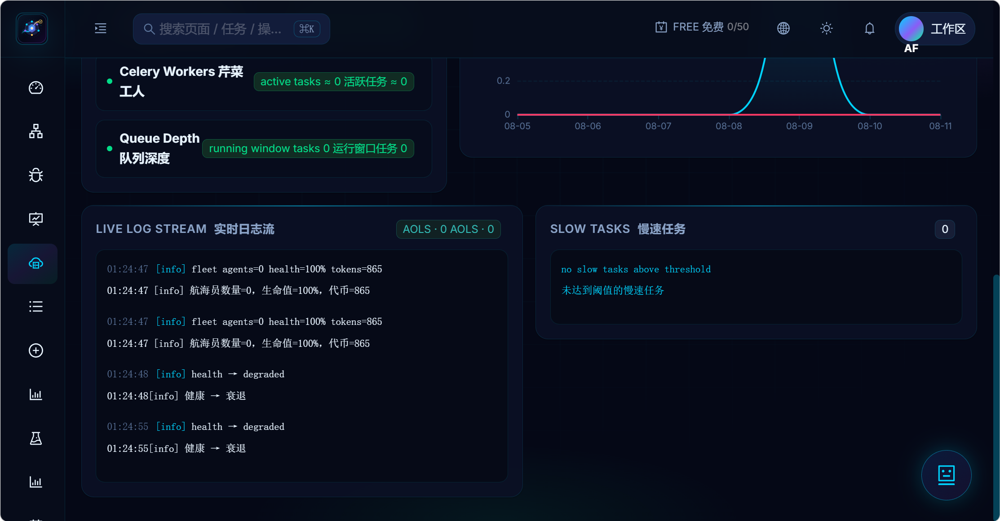 搜索页面 / 任务 / 操...
⌘K
FREE 免费 0/50
工作区
AF
Celery Workers 芹菜
工人
active tasks ≈ 0 活跃任务 ≈ 0
Queue Depth
队列深度
running window tasks 0 运行窗口任务 0
0.2
0
08-05
08-06
08-07
08-08
08-09
08-10
08-11
LIVE LOG STREAM 实时日志流
AOLS · 0 AOLS · 0
01:24:47 [info] fleet agents=0 health=100% tokens=865
01:24:47 [info] 航海员数量=0，生命值=100%，代币=865
01:24:47 [info] fleet agents=0 health=100% tokens=865
01:24:47 [info] 航海员数量=0，生命值=100%，代币=865
01:24:48 [info] health → degraded
01:24:48[info] 健康 → 衰退
01:24:55 [info] health → degraded
01:24:55[info] 健康 → 衰退
SLOW TASKS 慢速任务
0
no slow tasks above threshold
未达到阈值的慢速任务